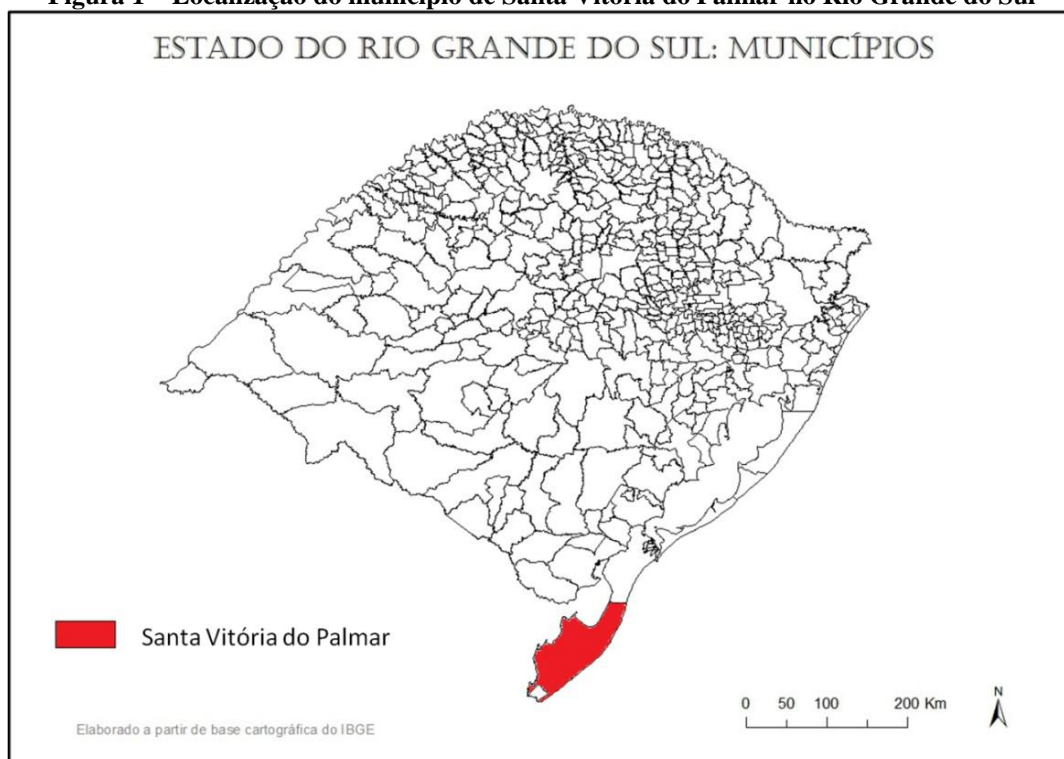 Figura 1 – Localização do município de Santa Vitória do Palmar no Rio Grande do Sul
ESTADO DO RIO GRANDE DO SUL: MUNICÍPIOS
Santa Vitória do Palmar
0 50 100 200 Km
N
Elaborado a partir de base cartográfica do IBGE